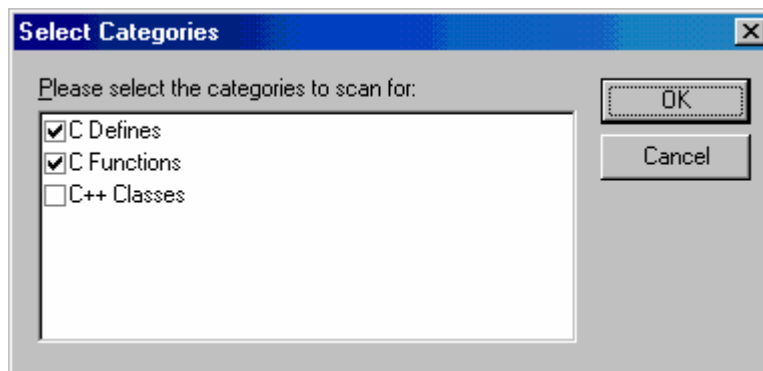 Select Categories
Please select the categories to scan for:
C Defines
C Functions
C++ Classes
OK
Cancel